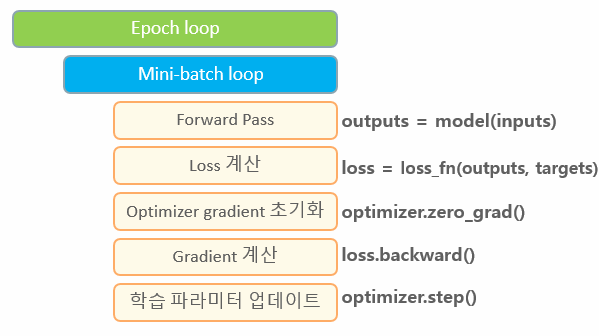 Epoch loop
Mini-batch loop
Forward Pass outputs = model(inputs)
Loss 계산 loss = loss_fn(outputs, targets)
Optimizer gradient 초기화 optimizer.zero_grad()
Gradient 계산 loss.backward()
학습 파라미터 업데이트 optimizer.step()